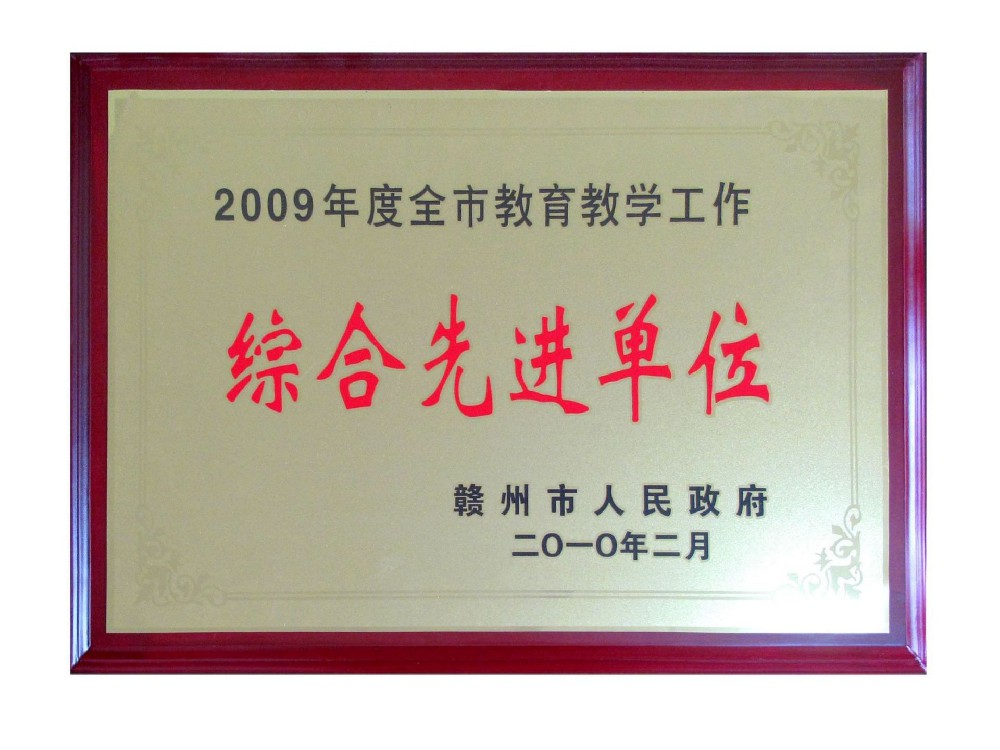 2009年度全市教育教学工作
综合先进单位
赣州市人民政府
二〇一〇年二月